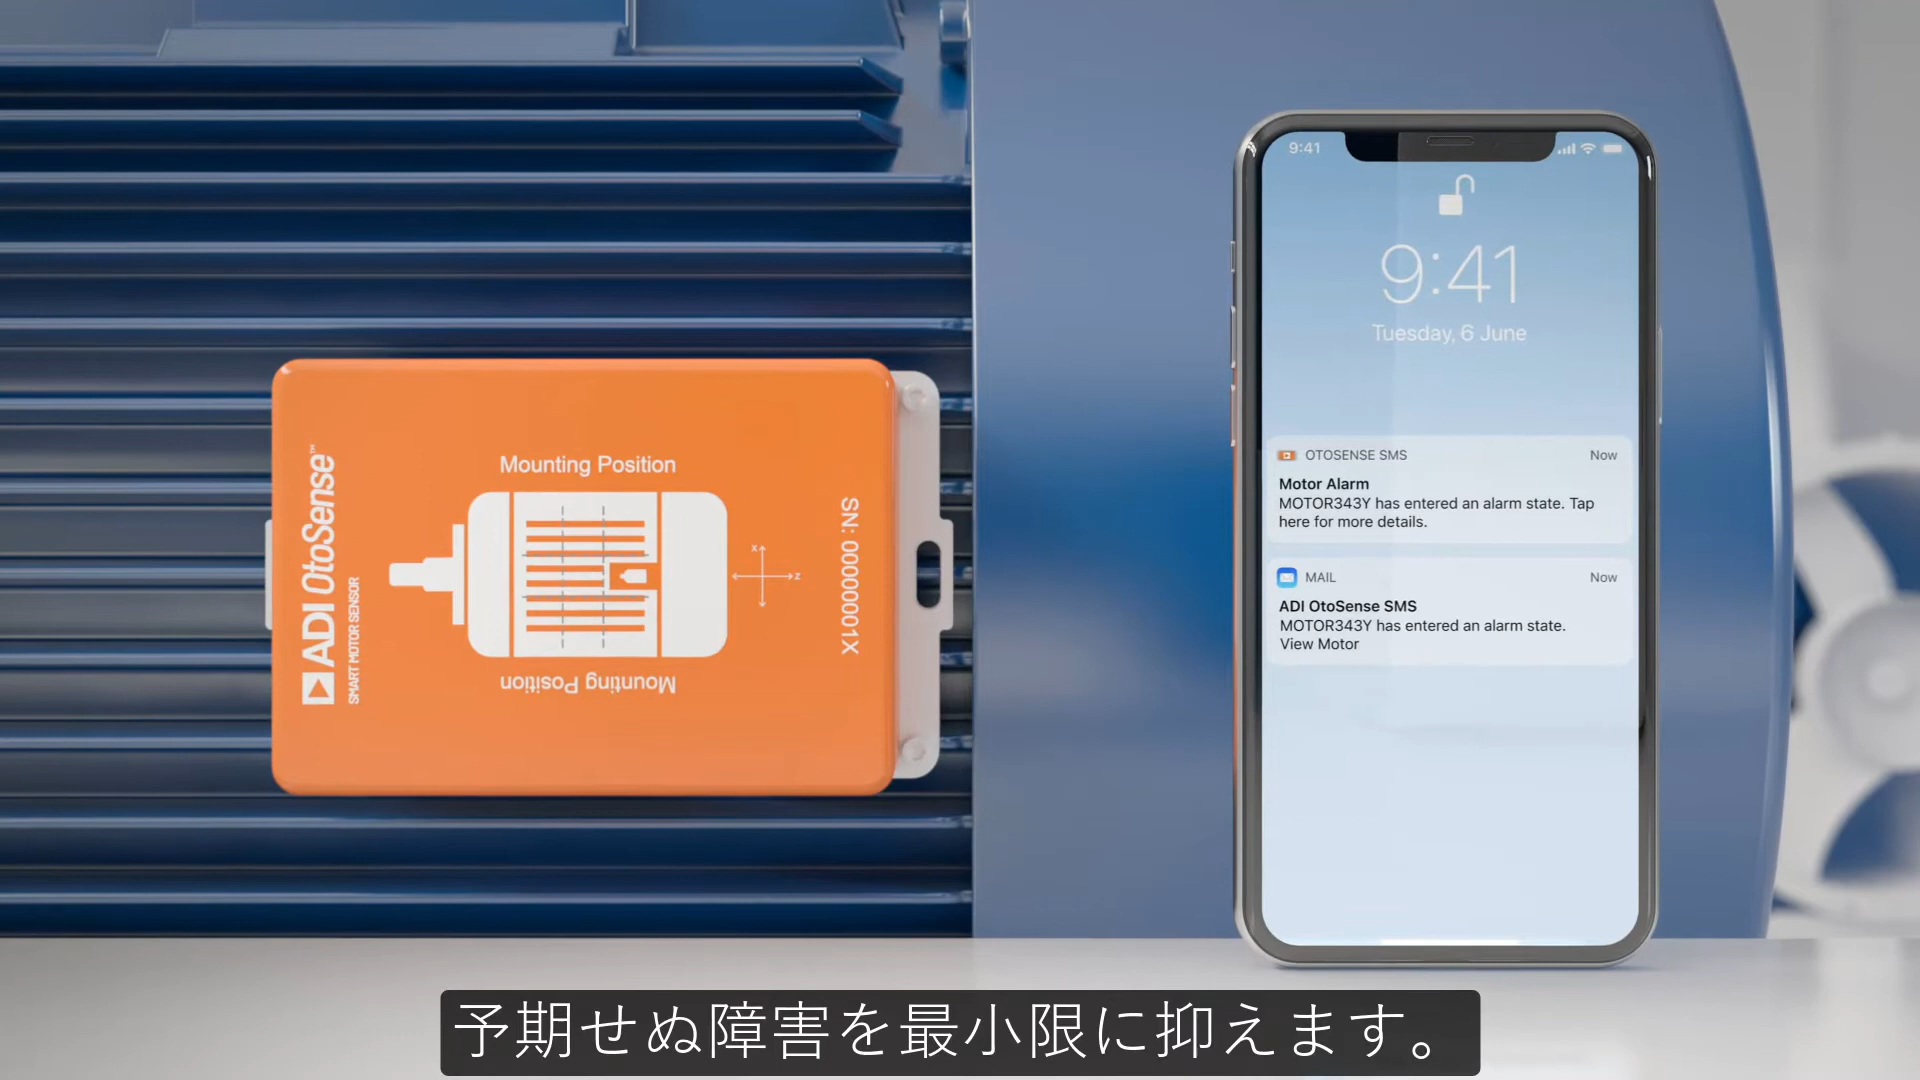 ADI OtoSense™
SMART MOTOR SENSOR
Mounting Position
Mounting Position
x
z
SN: 00000001X
9:41
9:41
Tuesday, 6 June
OTOSENSE SMS
Now
Motor Alarm
MOTOR343Y has entered an alarm state. Tap
here for more details.
MAIL
Now
ADI OtoSense SMS
MOTOR343Y has entered an alarm state.
View Motor
予期せぬ障害を最小限に抑えます。